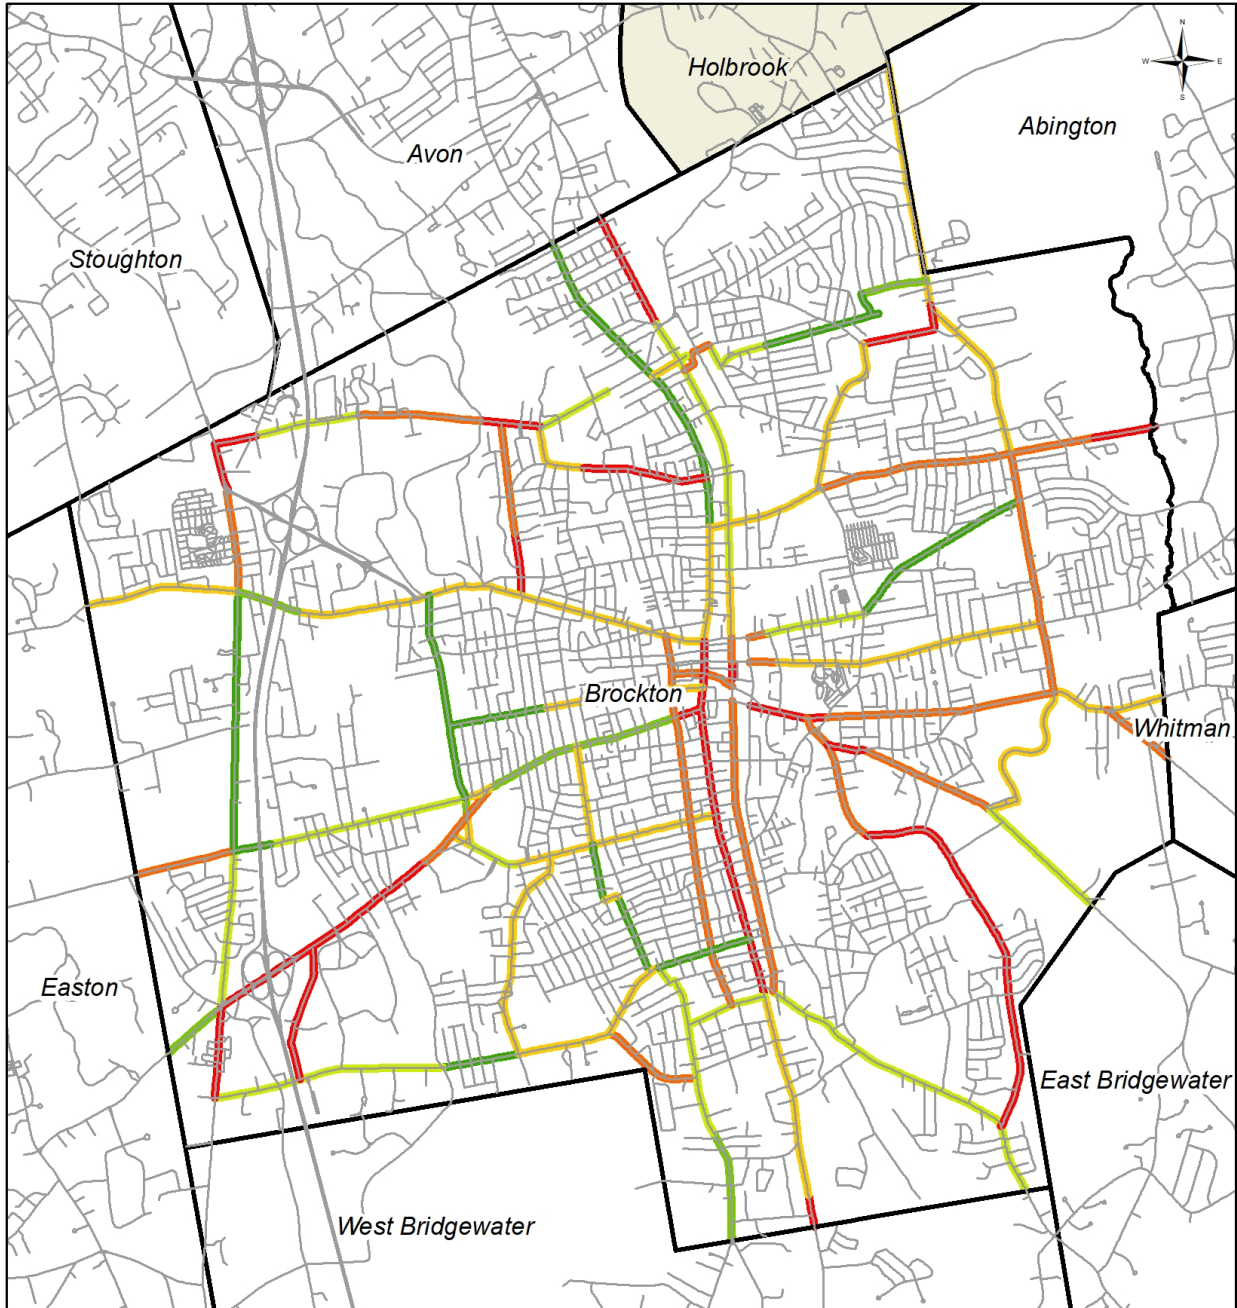 N
Holbrook
W
E
S
Abington
Avon
Stoughton
Brockton
Whitman
Easton
East Bridgewater
West Bridgewater